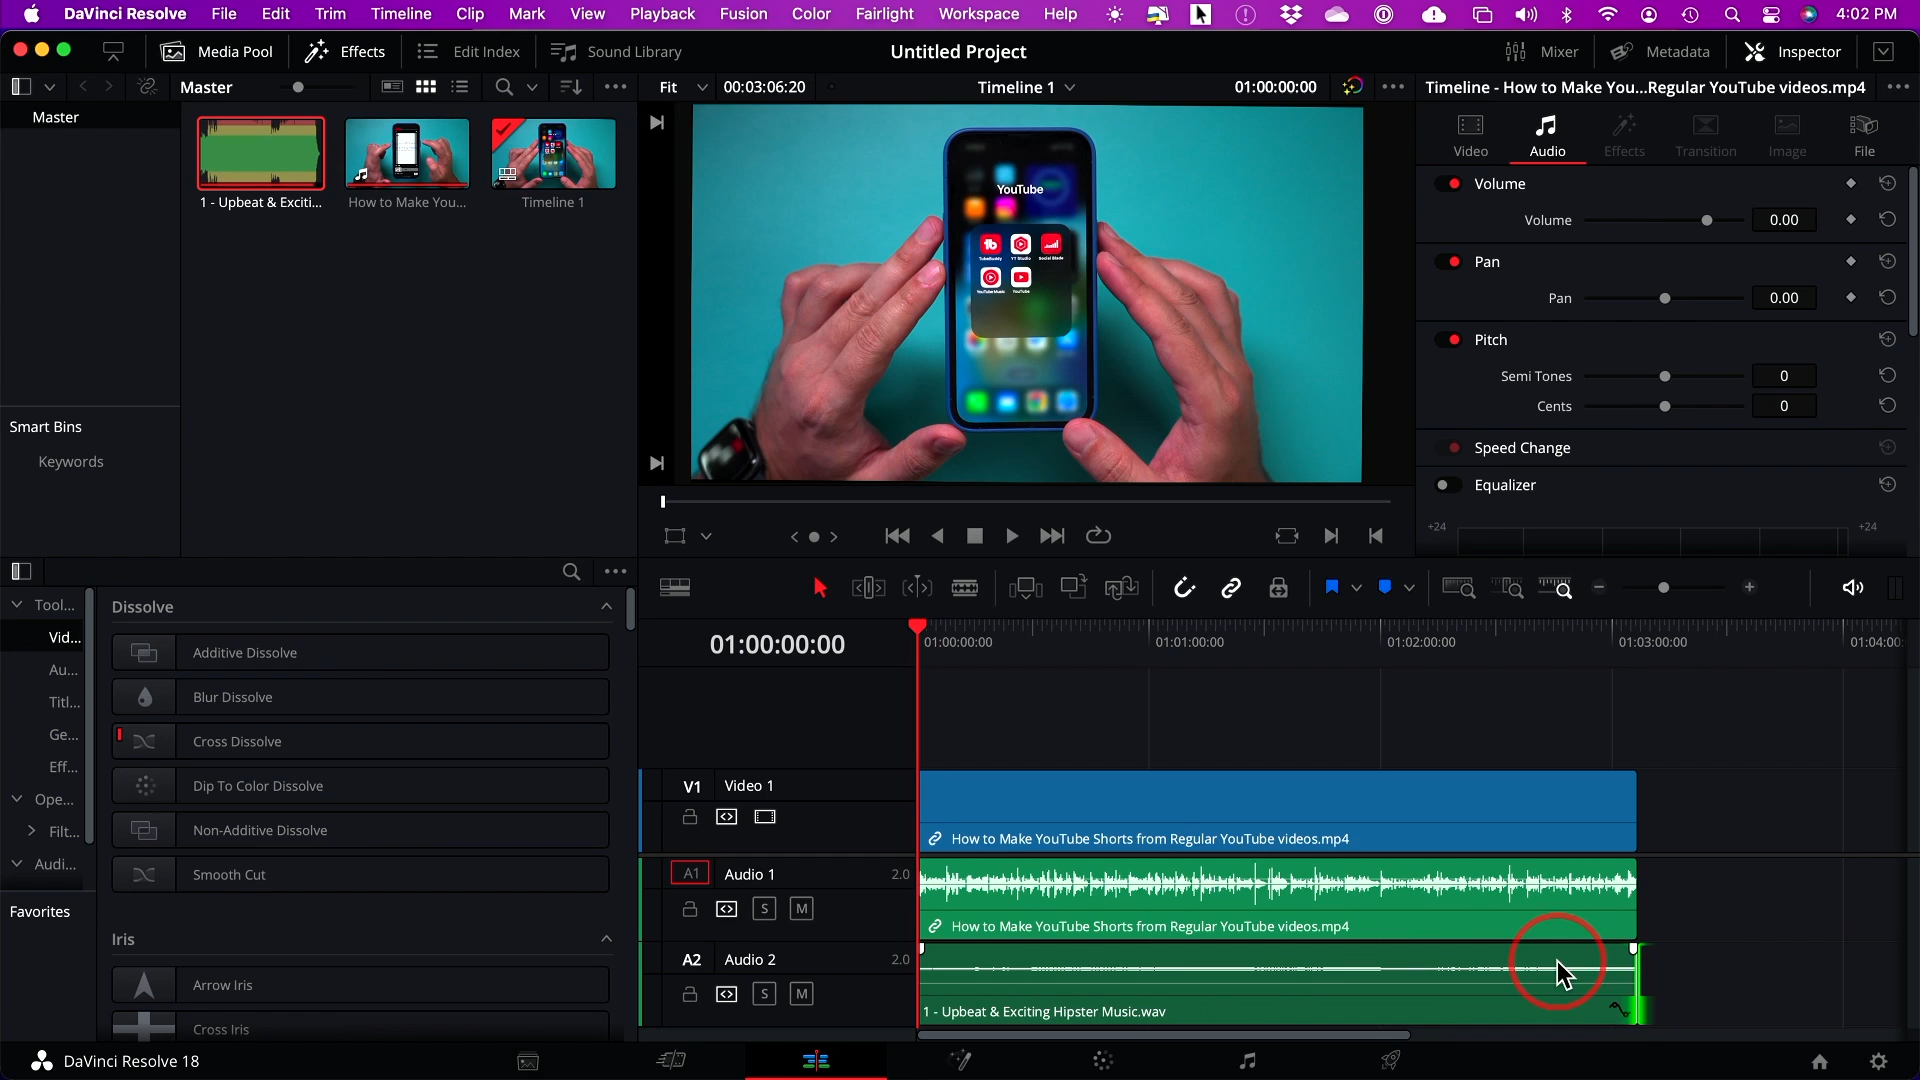 DaVinci Resolve File Edit Trim Timeline Clip Mark View Playback Fusion Color Fairlight Workspace Help 4:02 PM
Media Pool Effects Edit Index Sound Library Untitled Project Mixer Metadata Inspector
Master Fit 00:03:06:20 Timeline 1 01:00:00:00 Timeline - How to Make You...Regular YouTube videos.mp4
Master
1 - Upbeat & Exciti... How to Make You... Timeline 1
Smart Bins
Keywords
YouTube
TubeBuddy YT Studio Social Blade
YouTube Music YouTube
Video Audio Effects Transition Image File
Volume
Volume 0.00
Pan
Pan 0.00
Pitch
Semi Tones 0
Cents 0
Speed Change
Equalizer
+24 +24
Tool...
Vid...
Au...
Titl...
Ge...
Eff...
Ope...
Filt...
Audi...
Favorites
Dissolve
Additive Dissolve
Blur Dissolve
Cross Dissolve
Dip To Color Dissolve
Non-Additive Dissolve
Smooth Cut
Iris
Arrow Iris
Cross Iris
01:00:00:00 01:00:00:00 01:01:00:00 01:02:00:00 01:03:00:00 01:04:00:
V1 Video 1
How to Make YouTube Shorts from Regular YouTube videos.mp4
A1 Audio 1 2.0
S M
How to Make YouTube Shorts from Regular YouTube videos.mp4
A2 Audio 2 2.0
S M
1 - Upbeat & Exciting Hipster Music.wav
DaVinci Resolve 18